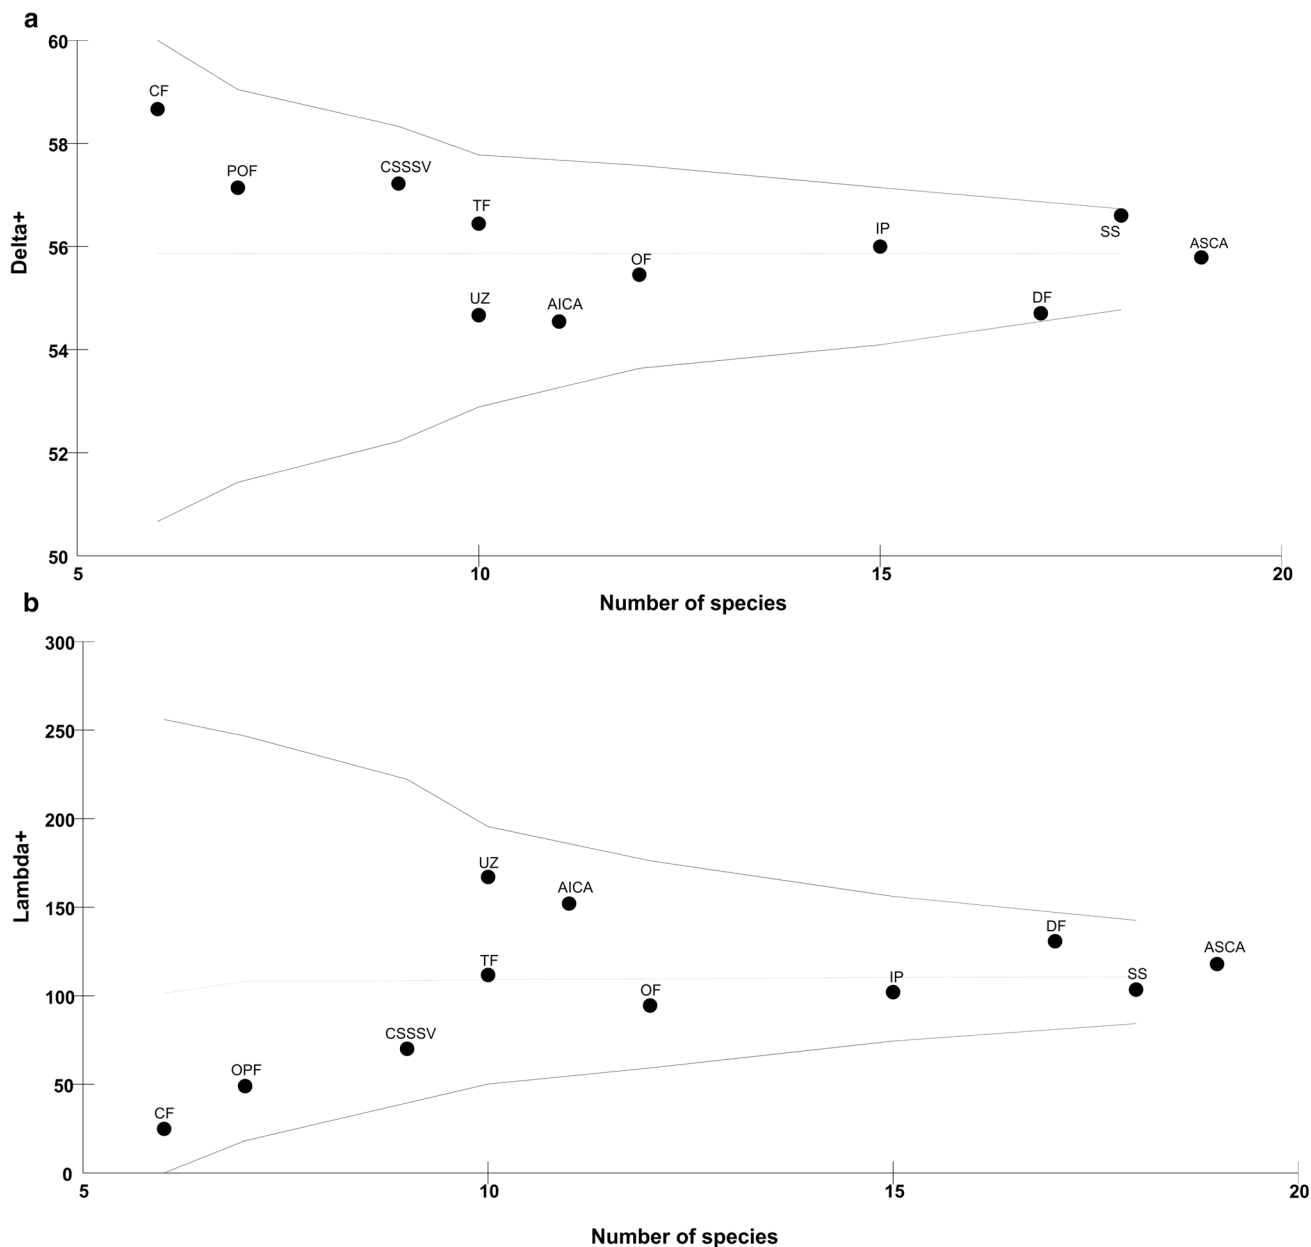 a
60
CF
58
POF
CSSSV
TF
56
IP
SS
ASCA
OF
UZ
AICA
DF
54
52
50
5
10
15
20
Delta+
Number of species
b
300
250
200
UZ
AICA
150
DF
ASCA
TF
SS
100
OF
IP
CSSSV
OPF
50
CF
0
5
10
15
20
Lambda+
Number of species